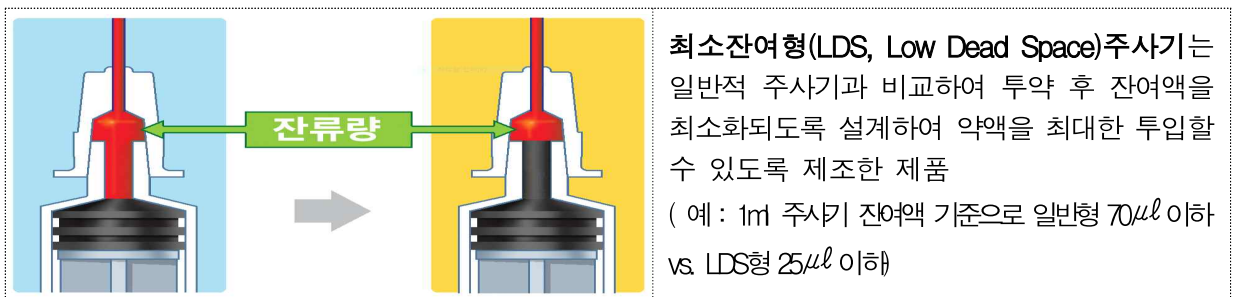 잔류량
최소잔여형(LDS, Low Dead Space)주사기는
일반적 주사기과 비교하여 투약 후 잔여액을
최소화되도록 설계하여 약액을 최대한 투입할
수 있도록 제조한 제품
( 예 : 1ml 주사기 잔여액 기준으로 일반형 70㎕ 이하
vs. LDS형 25㎕ 이하)